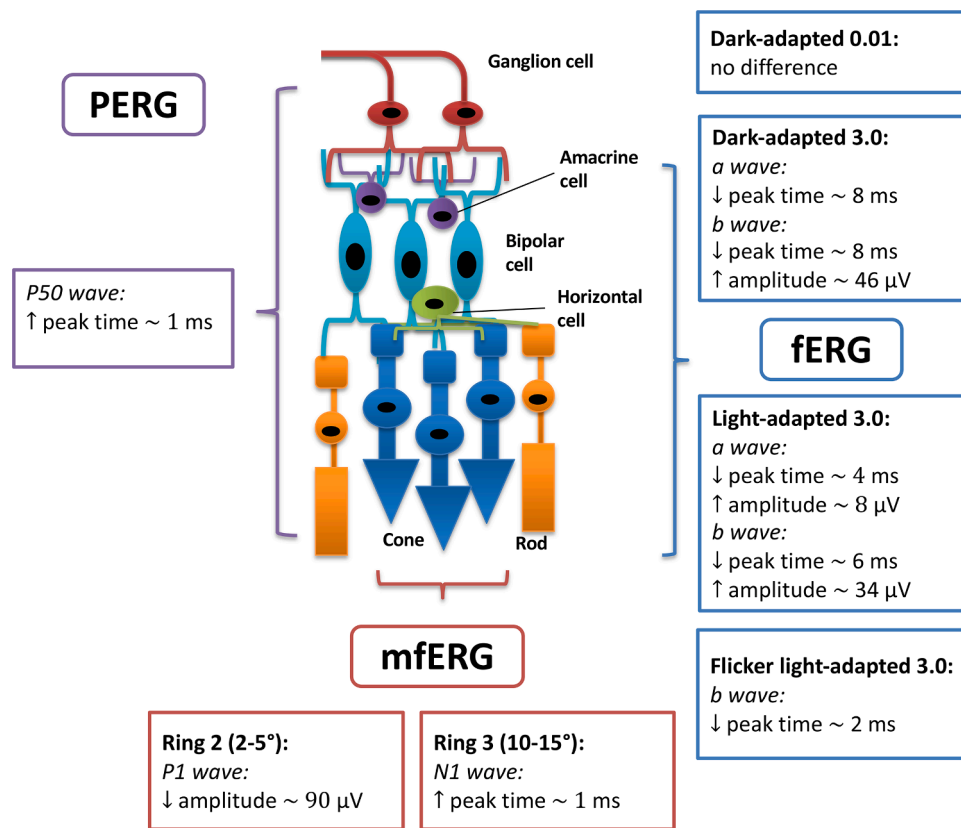 PERG
P50 wave:
↑ peak time ~ 1 ms
Ganglion cell
Amacrine
cell
Bipolar
cell
Horizontal
cell
Cone
Rod
Dark-adapted 0.01:
no difference
Dark-adapted 3.0:
a wave:
↓ peak time ~ 8 ms
b wave:
↓ peak time ~ 8 ms
↑ amplitude ~ 46 μV
fERG
Light-adapted 3.0:
a wave:
↓ peak time ~ 4 ms
↑ amplitude ~ 8 μV
b wave:
↓ peak time ~ 6 ms
↑ amplitude ~ 34 μV
Flicker light-adapted 3.0:
b wave:
↓ peak time ~ 2 ms
mfERG
Ring 2 (2-5°):
P1 wave:
↓ amplitude ~ 90 μV
Ring 3 (10-15°):
N1 wave:
↑ peak time ~ 1 ms